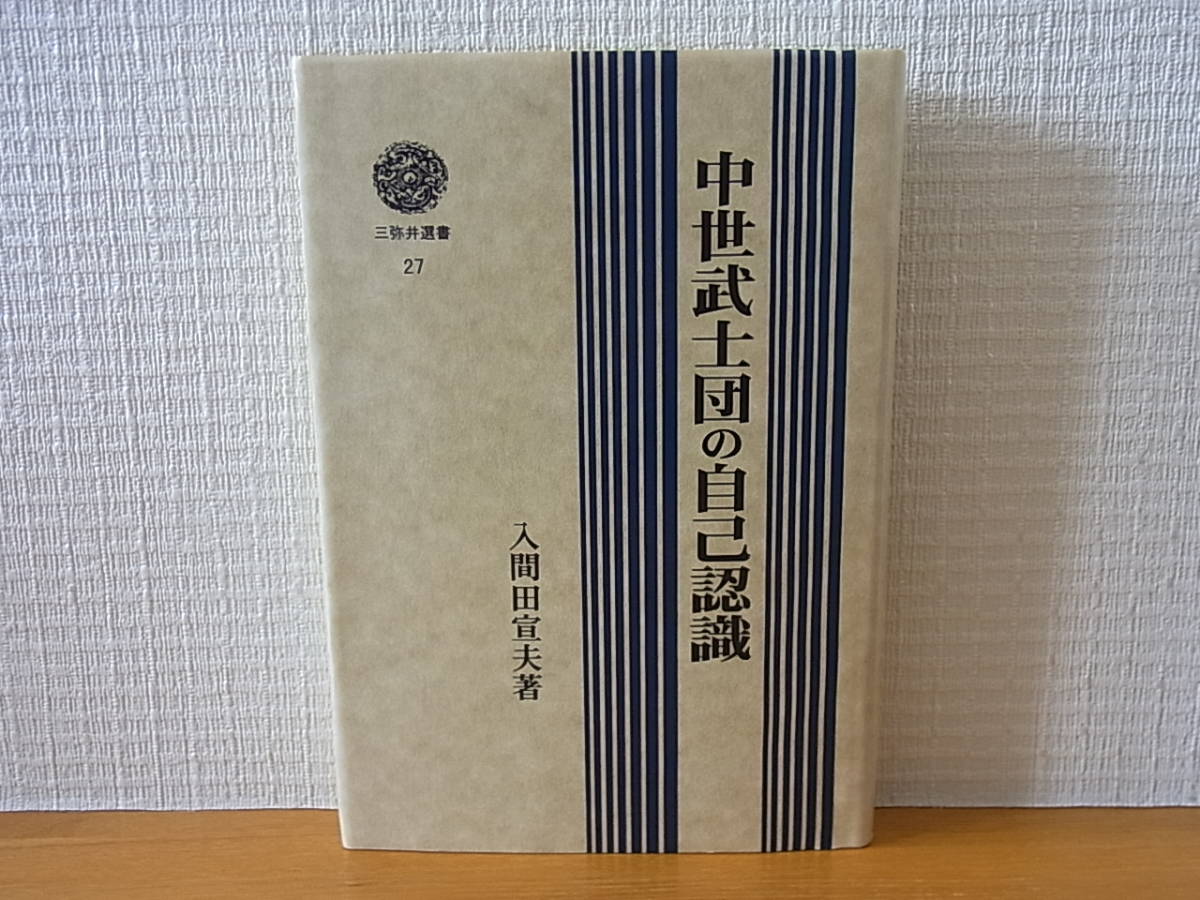 中世武士団の自己認識
入間田宣夫著
三弥井選書
27